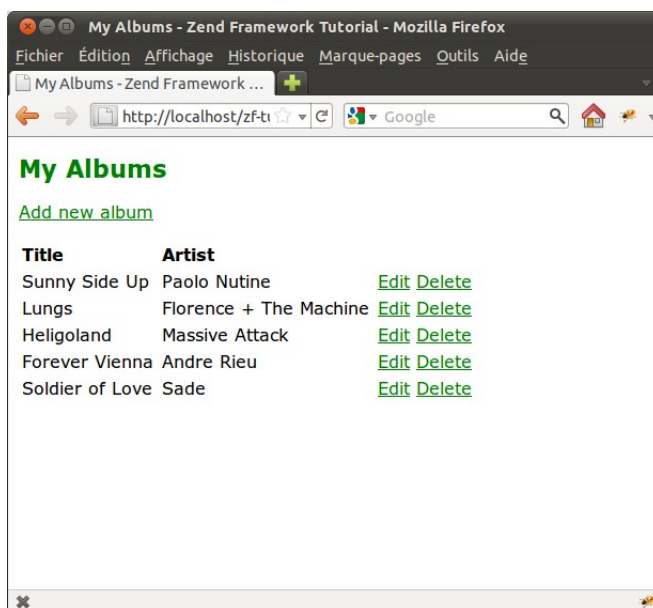 My Albums - Zend Framework Tutorial - Mozilla Firefox
Fichier Édition Affichage Historique Marque-pages Outils Aide
My Albums - Zend Framework ...
http://localhost/zf-tu Google
My Albums
Add new album
Title Artist
Sunny Side Up Paolo Nutine Edit Delete
Lungs Florence + The Machine Edit Delete
Heligoland Massive Attack Edit Delete
Forever Vienna Andre Rieu Edit Delete
Soldier of Love Sade Edit Delete